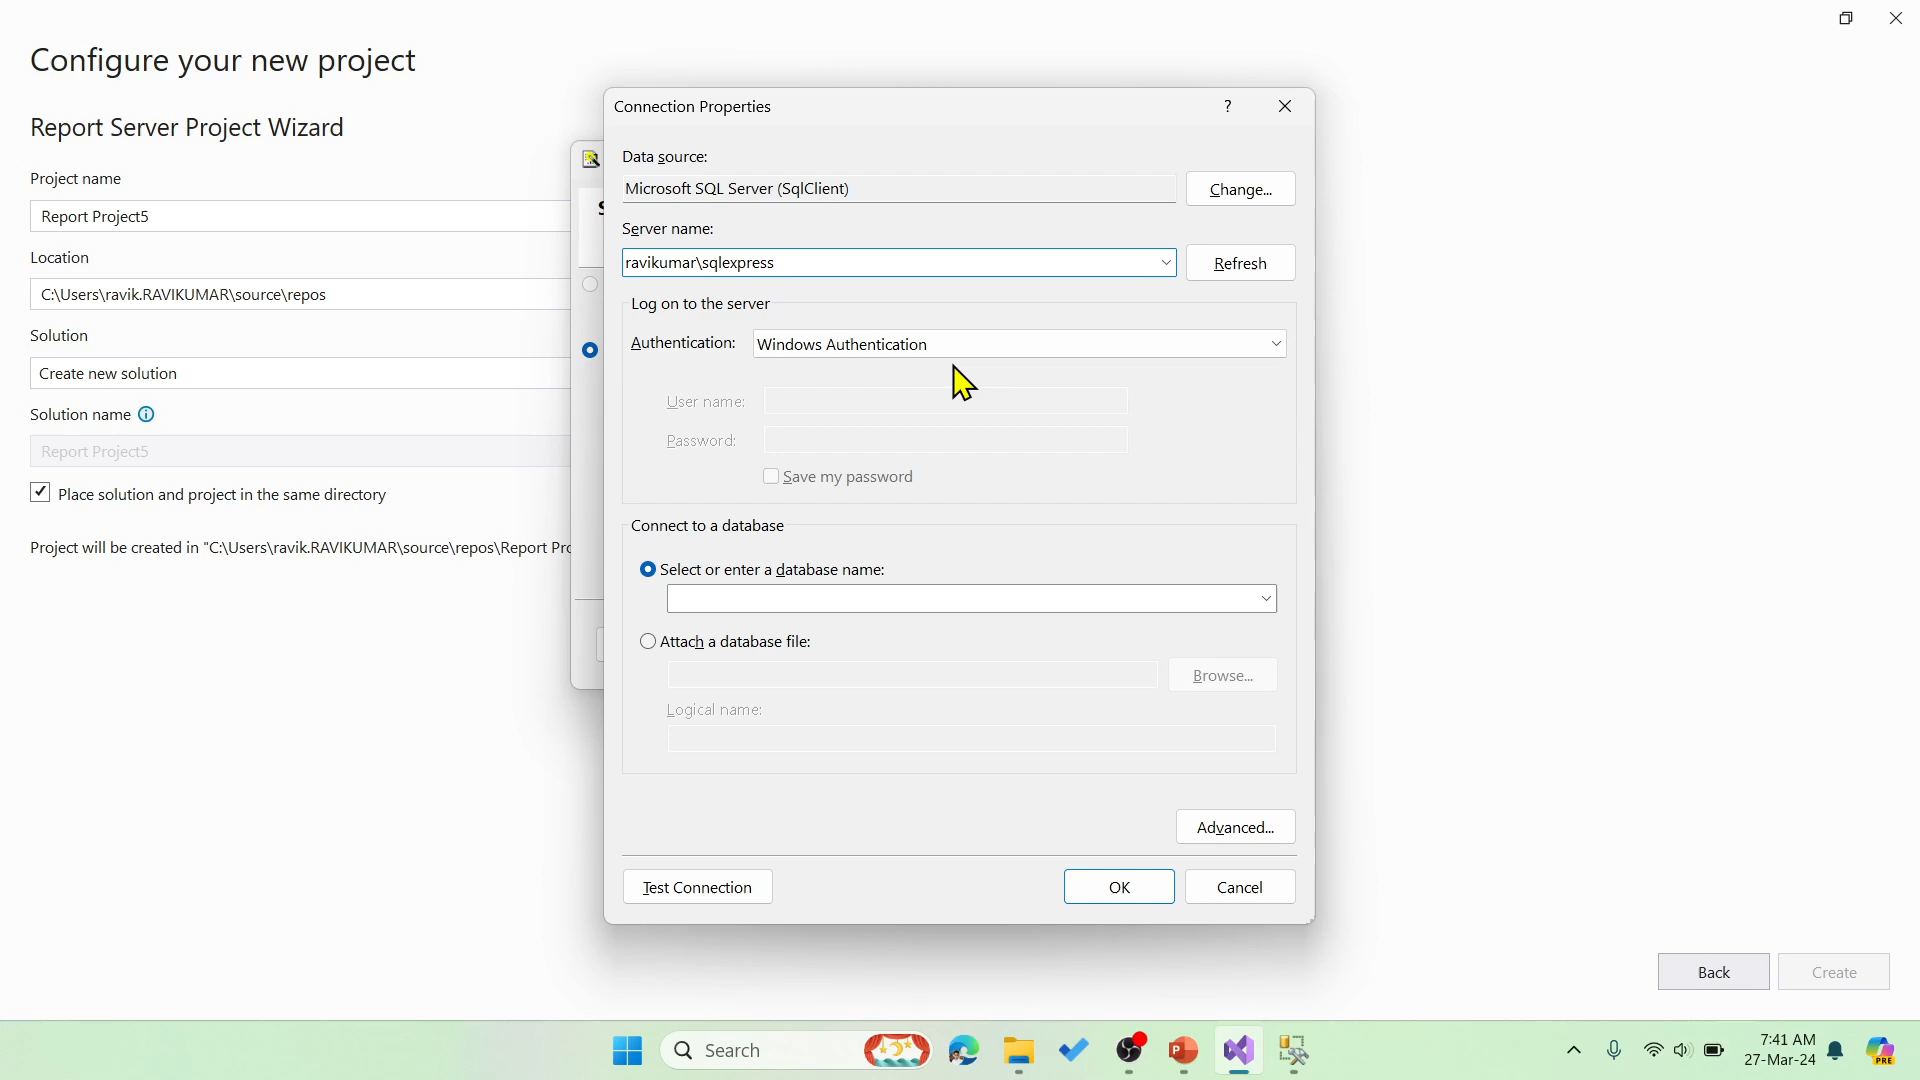 Configure your new project
Report Server Project Wizard
Project name
Report Project5
Location
C:\Users\ravik.RAVIKUMAR\source\repos
Solution
Create new solution
Solution name
Report Project5
Place solution and project in the same directory
Project will be created in "C:\Users\ravik.RAVIKUMAR\source\repos\Report Pro
S
Connection Properties
?
Data source:
Microsoft SQL Server (SqlClient)
Change...
Server name:
ravikumar\sqlexpress
Refresh
Log on to the server
Authentication:
Windows Authentication
User name:
Password:
Save my password
Connect to a database
Select or enter a database name:
Attach a database file:
Browse...
Logical name:
Advanced...
Test Connection
OK
Cancel
Back
Create
Search
7:41 AM
27-Mar-24
PRE